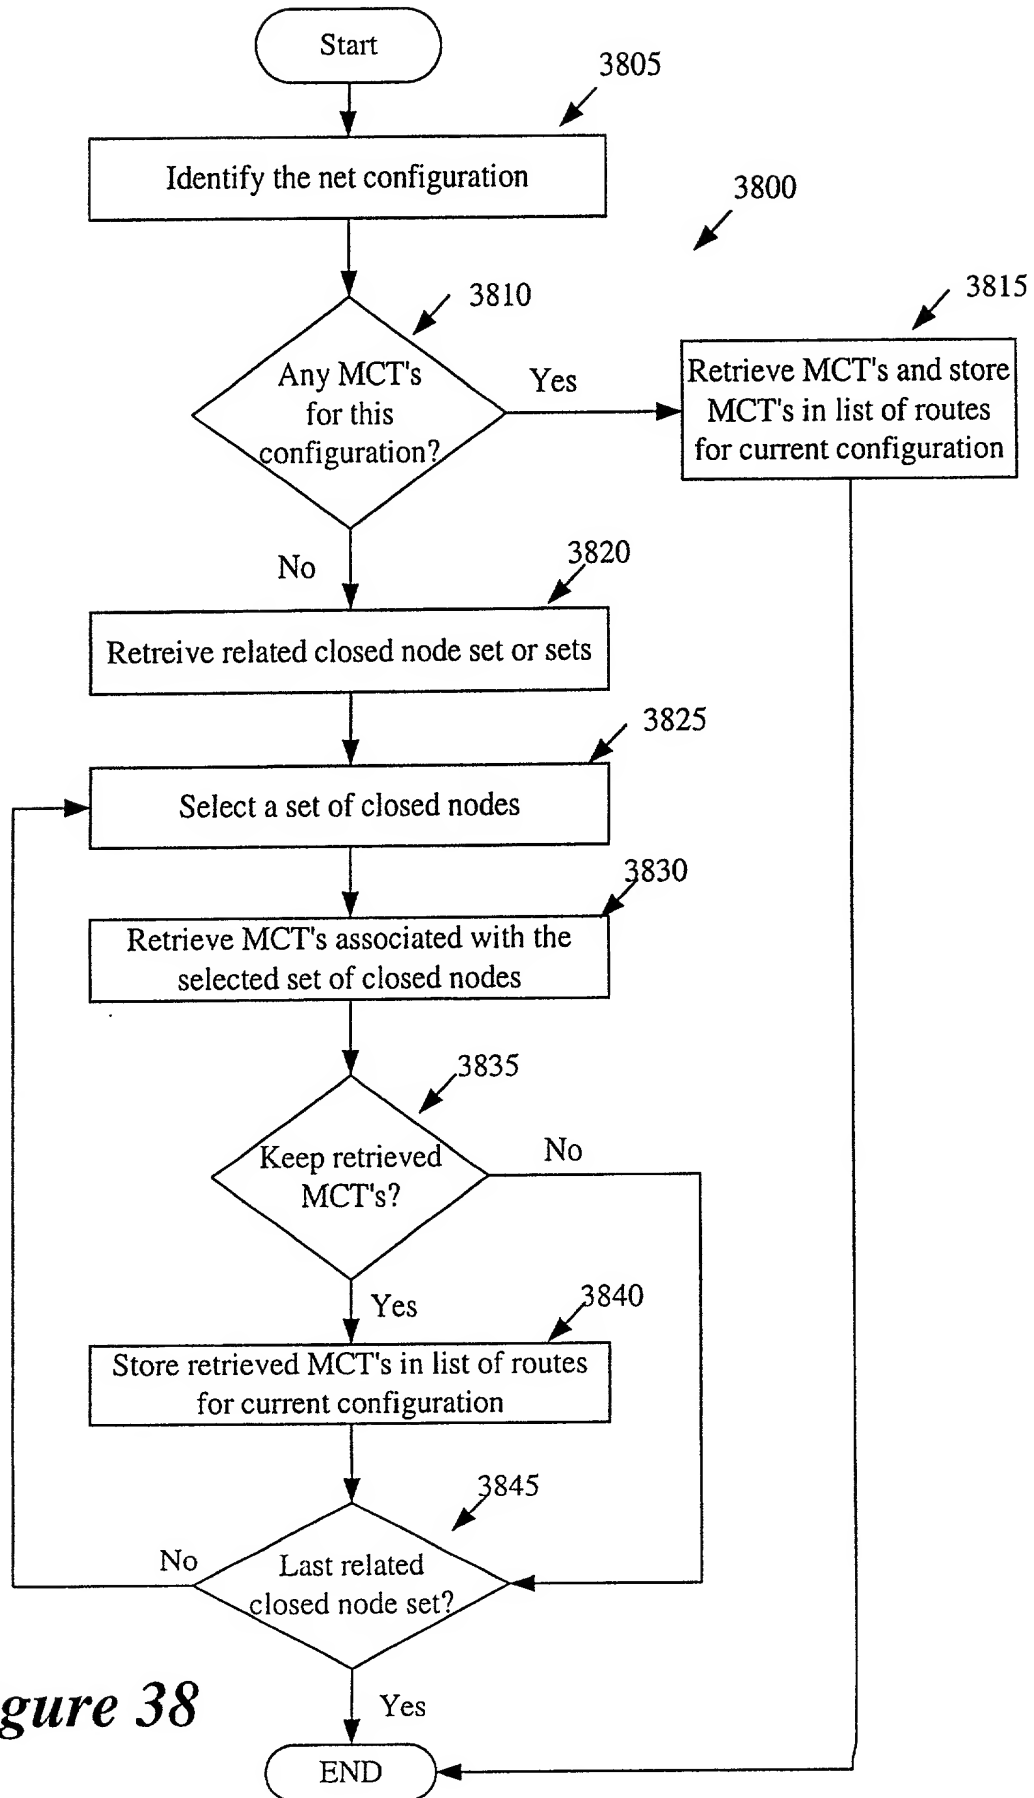 Start
3805
Identify the net configuration
3800
3810
3815
Any MCT's
for this
configuration?
Yes
Retrieve MCT's and store
MCT's in list of routes
for current configuration
No
3820
Retreive related closed node set or sets
3825
Select a set of closed nodes
3830
Retrieve MCT's associated with the
selected set of closed nodes
3835
Keep retrieved
MCT's?
No
Yes
3840
Store retrieved MCT's in list of routes
for current configuration
3845
No
Last related
closed node set?
gure 38
Yes
END